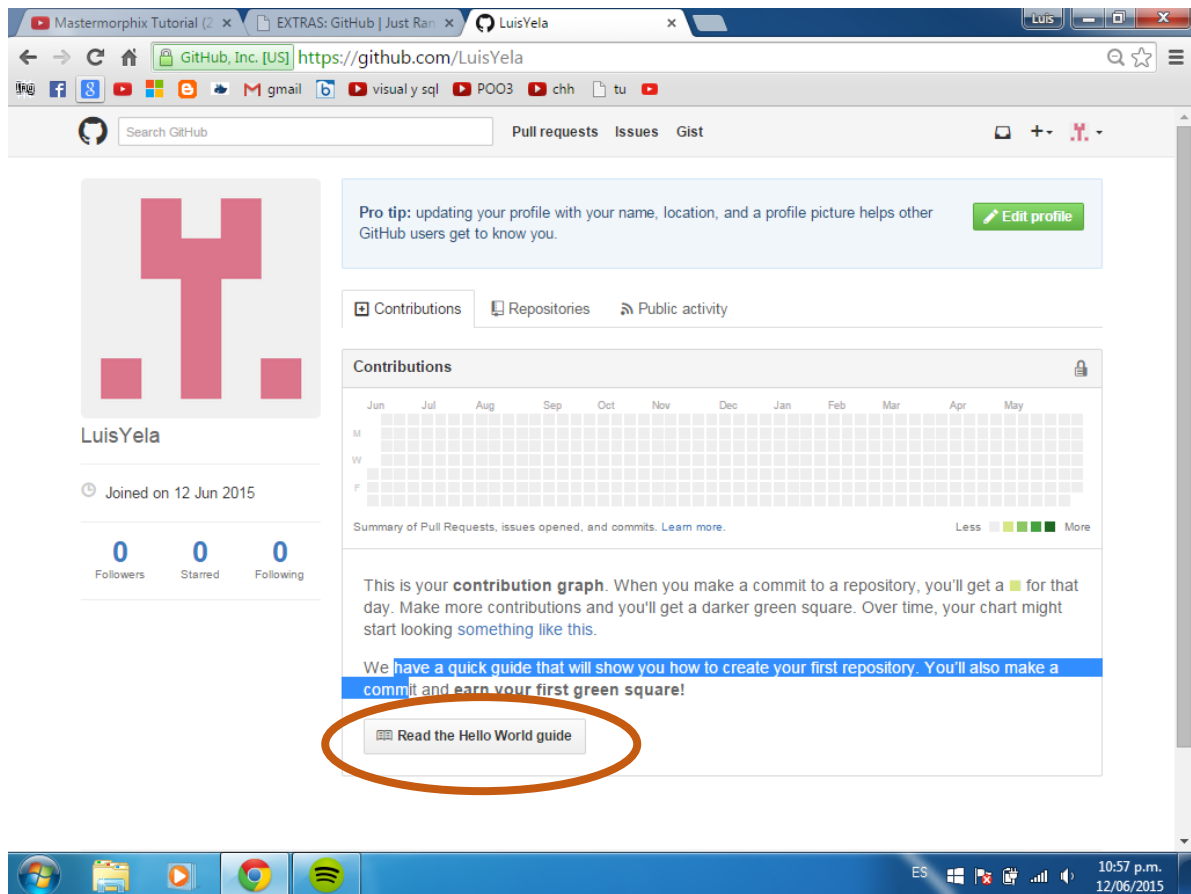 Mastermorphix Tutorial (2
EXTRAS: GitHub | Just Ran
LuisYela
Luis
GitHub, Inc. [US] https://github.com/LuisYela
gmail
visual y sql
POO3
chh
tu
Search GitHub
Pull requests Issues Gist
Pro tip: updating your profile with your name, location, and a profile picture helps other
GitHub users get to know you.
Edit profile
Contributions
Repositories
Public activity
Contributions
Jun Jul Aug Sep Oct Nov Dec Jan Feb Mar Apr May
M
W
F
Summary of Pull Requests, issues opened, and commits. Learn more.
Less More
LuisYela
Joined on 12 Jun 2015
0 0 0
Followers Starred Following
This is your contribution graph. When you make a commit to a repository, you'll get a for that
day. Make more contributions and you'll get a darker green square. Over time, your chart might
start looking something like this.
We have a quick guide that will show you how to create your first repository. You'll also make a
commit and earn your first green square!
Read the Hello World guide
ES
10:57 p.m.
12/06/2015